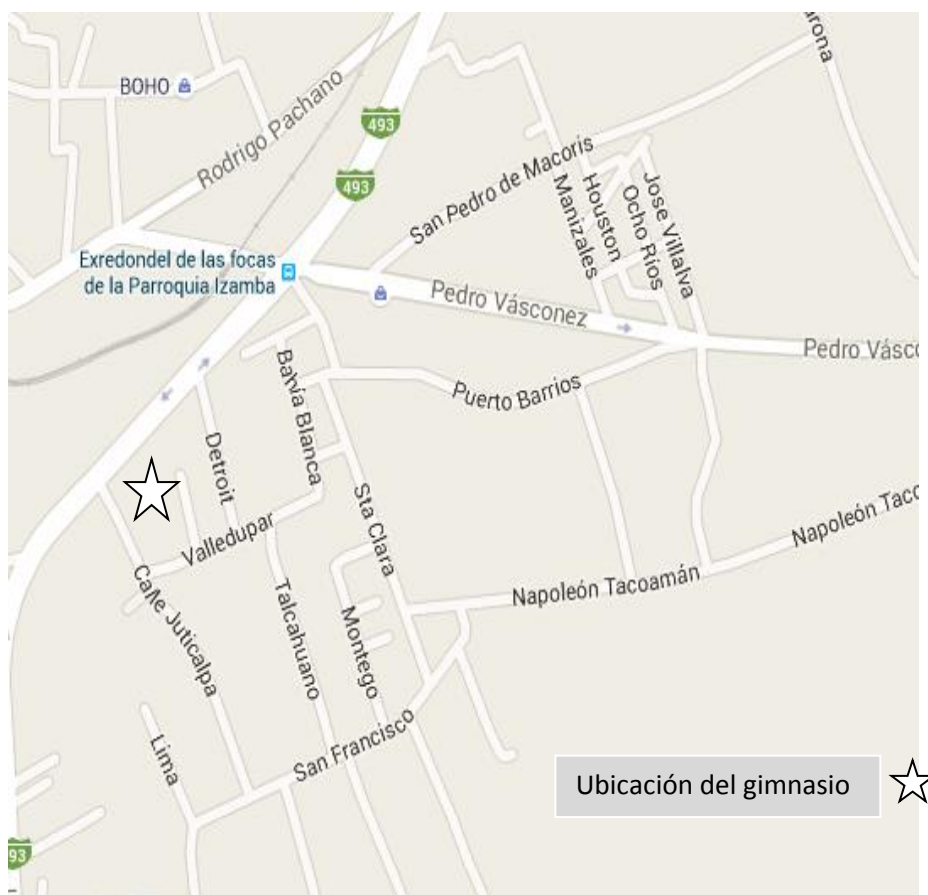 BOHO
Rodrigo Pachano
493
493
arona
San Pedro de Macoris
Manizales
Houston
Ocho Rios
Jose Villalva
Exredondel de las focas
de la Parroquia Izamba
Pedro Vásconez
Pedro Vásco
Bahía Blanca
Puerto Barrios
Detroit
Sta Clara
Valledupar
Napoleón Taco
Napoleón Tacoamán
Calle Juticalpa
Talcahuano
Montego
Lima
San Francisco
Ubicación del gimnasio
93